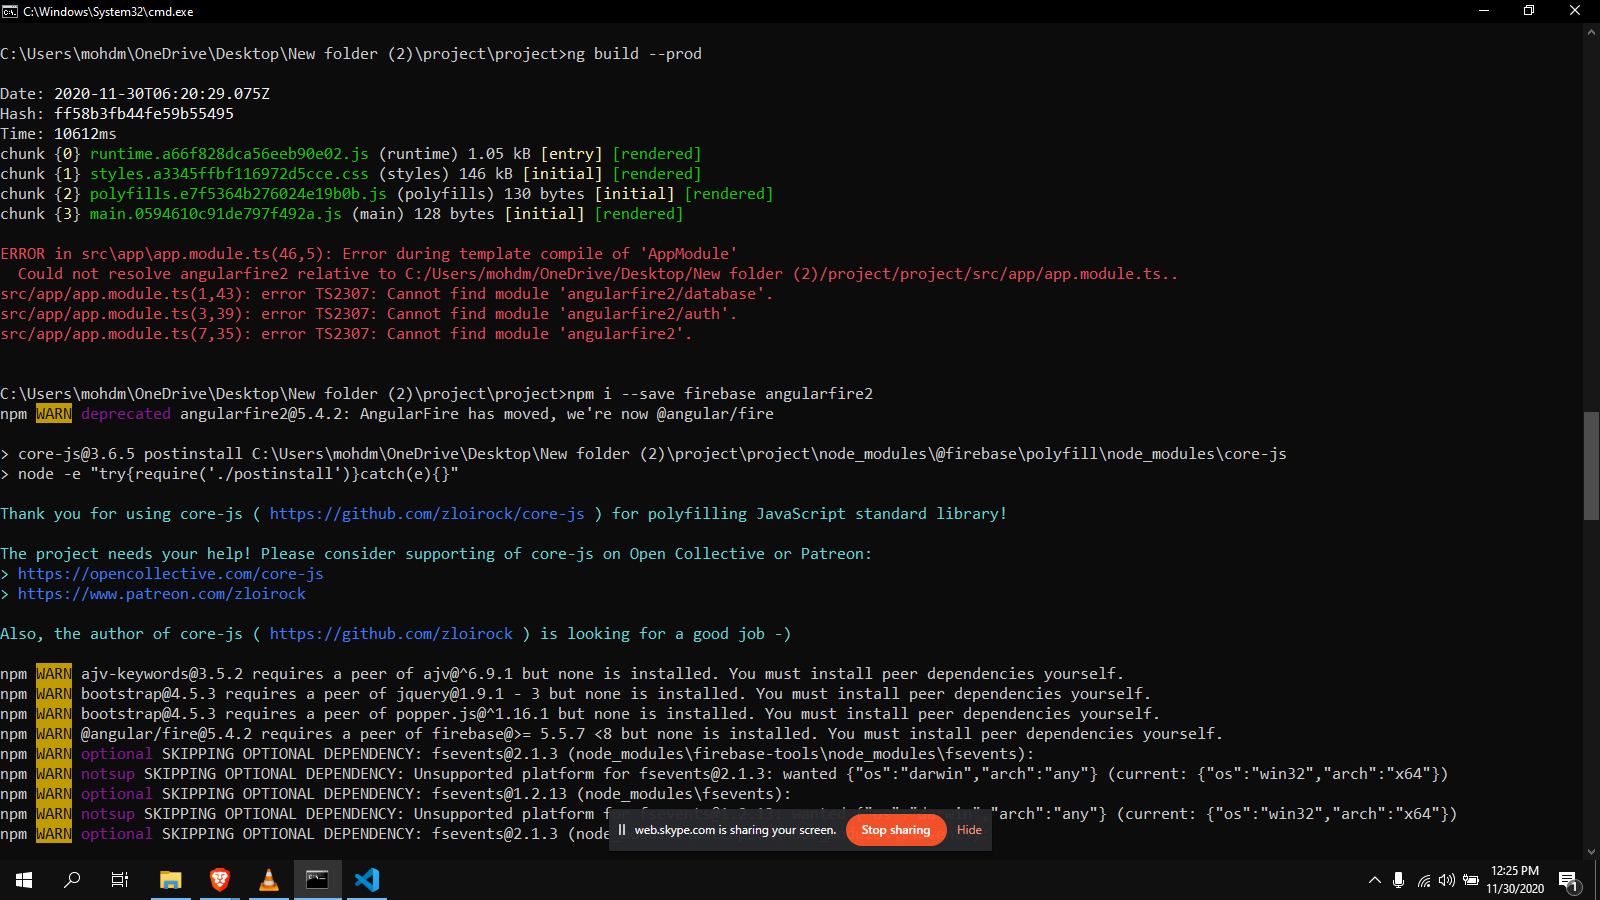 C:\Windows\System32\cmd.exe
C:\Users\mohdm\OneDrive\Desktop\New folder (2)\project\project>ng build --prod
Date: 2020-11-30T06:20:29.075Z
Hash: ff58b3fb44fe59b55495
Time: 10612ms
chunk {0} runtime.a66f828dca56eeb90e02.js (runtime) 1.05 kB [entry] [rendered]
chunk {1} styles.a3345ffbf116972d5cce.css (styles) 146 kB [initial] [rendered]
chunk {2} polyfills.e7f5364b276024e19b0b.js (polyfills) 130 bytes [initial] [rendered]
chunk {3} main.0594610c91de797f492a.js (main) 128 bytes [initial] [rendered]
ERROR in src\app\app.module.ts(46,5): Error during template compile of 'AppModule'
Could not resolve angularfire2 relative to C:/Users/mohdm/OneDrive/Desktop/New folder (2)/project/project/src/app/app.module.ts..
src/app/app.module.ts(1,43): error TS2307: Cannot find module 'angularfire2/database'.
src/app/app.module.ts(3,39): error TS2307: Cannot find module 'angularfire2/auth'.
src/app/app.module.ts(7,35): error TS2307: Cannot find module 'angularfire2'.
C:\Users\mohdm\OneDrive\Desktop\New folder (2)\project\project>npm i --save firebase angularfire2
npm WARN deprecated angularfire2@5.4.2: AngularFire has moved, we're now @angular/fire
> core-js@3.6.5 postinstall C:\Users\mohdm\OneDrive\Desktop\New folder (2)\project\project\node_modules\@firebase\polyfill\node_modules\core-js
> node -e "try{require('./postinstall')}catch(e){}"
Thank you for using core-js ( https://github.com/zloirock/core-js ) for polyfilling JavaScript standard library!
The project needs your help! Please consider supporting of core-js on Open Collective or Patreon:
> https://opencollective.com/core-js
> https://www.patreon.com/zloirock
Also, the author of core-js ( https://github.com/zloirock ) is looking for a good job -)
npm WARN ajv-keywords@3.5.2 requires a peer of ajv@^6.9.1 but none is installed. You must install peer dependencies yourself.
npm WARN bootstrap@4.5.3 requires a peer of jquery@1.9.1 - 3 but none is installed. You must install peer dependencies yourself.
npm WARN bootstrap@4.5.3 requires a peer of popper.js@^1.16.1 but none is installed. You must install peer dependencies yourself.
npm WARN @angular/fire@5.4.2 requires a peer of firebase@>= 5.5.7 <8 but none is installed. You must install peer dependencies yourself.
npm WARN optional SKIPPING OPTIONAL DEPENDENCY: fsevents@2.1.3 (node_modules\firebase-tools\node_modules\fsevents):
npm WARN notsup SKIPPING OPTIONAL DEPENDENCY: Unsupported platform for fsevents@2.1.3: wanted {"os":"darwin","arch":"any"} (current: {"os":"win32","arch":"x64"})
npm WARN optional SKIPPING OPTIONAL DEPENDENCY: fsevents@1.2.13 (node_modules\fsevents):
npm WARN notsup SKIPPING OPTIONAL DEPENDENCY: Unsupported platform for fsevents@1.2.13: wanted {"os":"darwin","arch":"any"} (current: {"os":"win32","arch":"x64"})
npm WARN optional SKIPPING OPTIONAL DEPENDENCY: fsevents@2.1.3
web.skype.com is sharing your screen. Stop sharing Hide
12:25 PM
11/30/2020
1